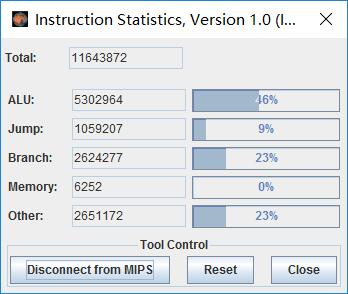 Instruction Statistics, Version 1.0 (I...
Total: 11643872
ALU: 5302964 46%
Jump: 1059207 9%
Branch: 2624277 23%
Memory: 6252 0%
Other: 2651172 23%
Tool Control
Disconnect from MIPS Reset Close